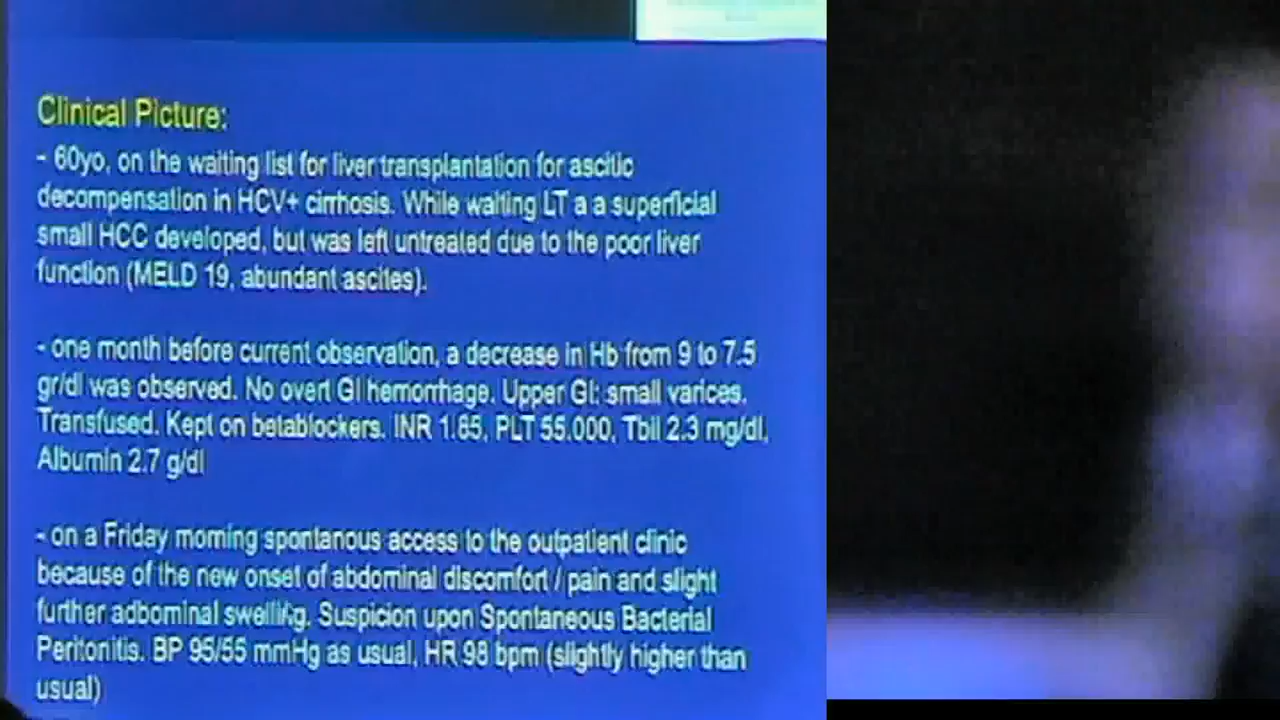 Clinical Picture:
- 60yo, on the waiting list for liver transplantation for ascitic
decompensation in HCV+ cirrhosis. While waiting LT a a superficial
small HCC developed, but was left untreated due to the poor liver
function (MELD 19, abundant ascites).
- one month before current observation, a decrease in Hb from 9 to 7.5
gr/dl was observed. No overt GI hemorrhage. Upper GI: small varices.
Transfused. Kept on betablockers. INR 1.65, PLT 55.000, Tbil 2.3 mg/dl,
Albumin 2.7 g/dl
- on a Friday morning spontanous access to the outpatient clinic
because of the new onset of abdominal discomfort / pain and slight
further adbominal swelling. Suspicion upon Spontaneous Bacterial
Peritonitis. BP 95/55 mmHg as usual, HR 98 bpm (slightly higher than
usual)